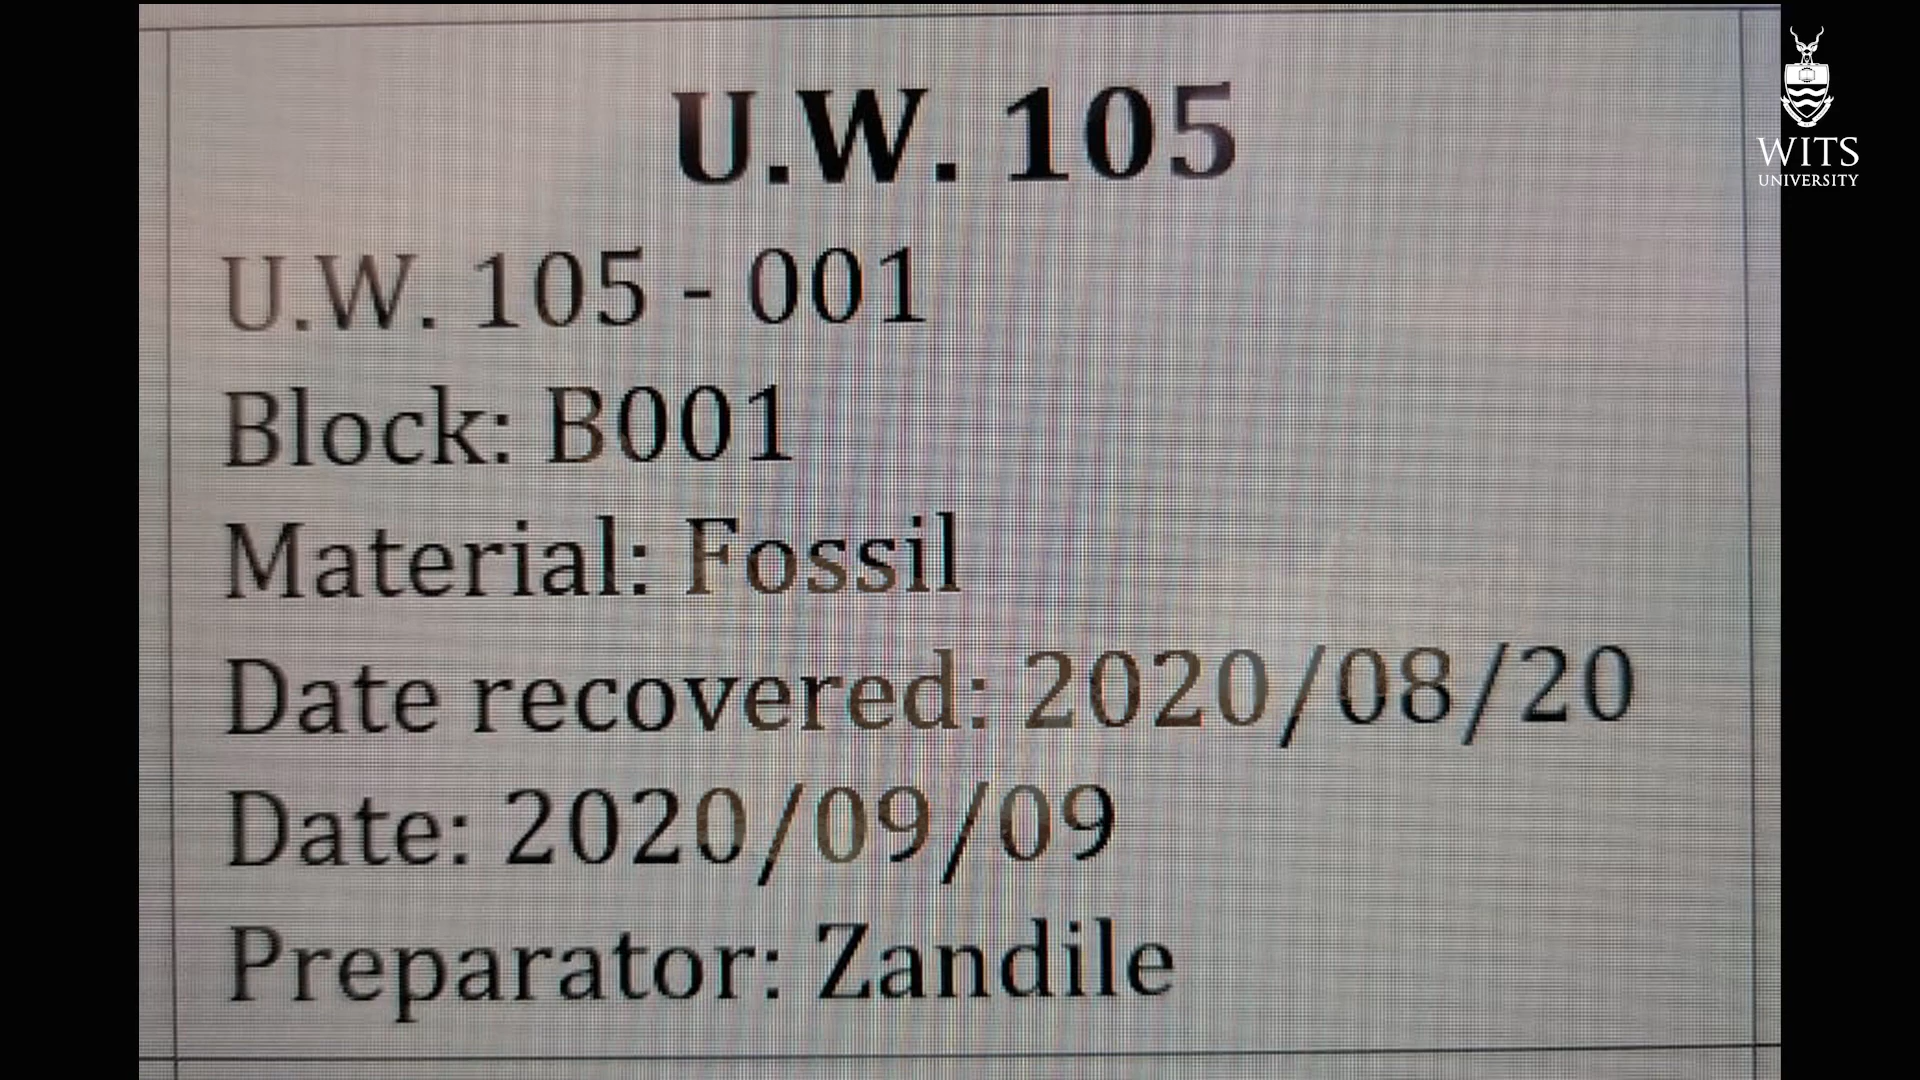 U.W. 105
U.W. 105 - 001
Block: B001
Material: Fossil
Date recovered: 2020/08/20
Date: 2020/09/09
Preparator: Zandile
WITS
UNIVERSITY